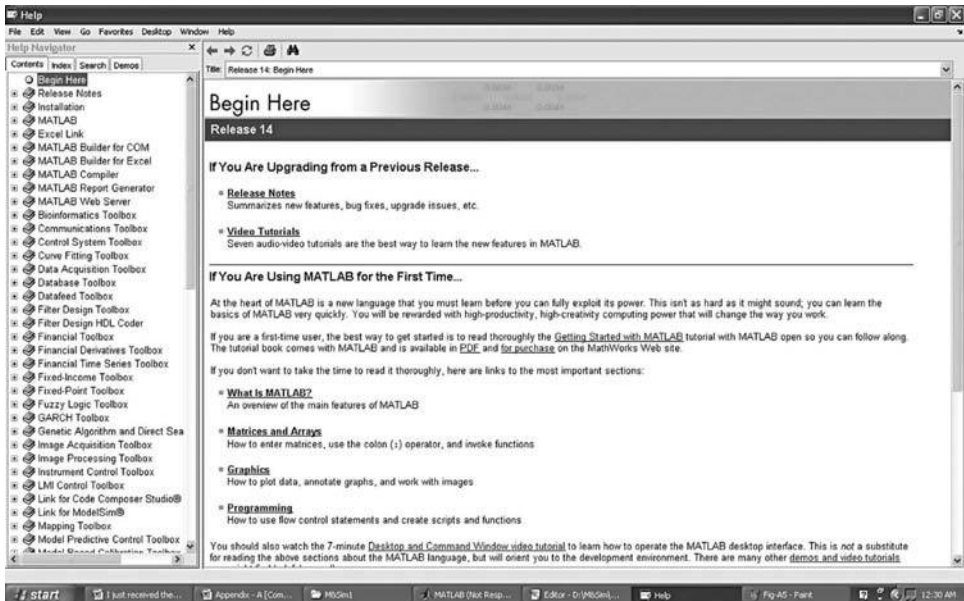 Help
File Edit View Go Favorites Desktop Window Help
Help Navigator
Contents Index Search Demos
Begin Here
Release Notes
Installation
MATLAB
Excel Link
MATLAB Builder for COM
MATLAB Builder for Excel
MATLAB Compiler
MATLAB Report Generator
MATLAB Web Server
Bioinformatics Toolbox
Communications Toolbox
Control System Toolbox
Curve Fitting Toolbox
Data Acquisition Toolbox
Database Toolbox
Datafeed Toolbox
Filter Design Toolbox
Filter Design HDL Coder
Financial Toolbox
Financial Derivatives Toolbox
Financial Time Series Toolbox
Fixed-Income Toolbox
Fixed-Point Toolbox
Fuzzy Logic Toolbox
GARCH Toolbox
Genetic Algorithm and Direct Sea
Image Acquisition Toolbox
Image Processing Toolbox
Instrument Control Toolbox
LMI Control Toolbox
Link for Code Composer Studio®
Link for ModelSim®
Mapping Toolbox
Model Predictive Control Toolbox
Title: Release 14: Begin Here
Begin Here
Release 14
If You Are Upgrading from a Previous Release...
Release Notes
Summarizes new features, bug fixes, upgrade issues, etc.
Video Tutorials
Seven audio-video tutorials are the best way to learn the new features in MATLAB.
If You Are Using MATLAB for the First Time...
At the heart of MATLAB is a new language that you must learn before you can fully exploit its power. This isn't as hard as it might sound; you can learn the
basics of MATLAB very quickly. You will be rewarded with high-productivity, high-creativity computing power that will change the way you work.
If you are a first-time user, the best way to get started is to read thoroughly the Getting Started with MATLAB tutorial with MATLAB open so you can follow along.
The tutorial book comes with MATLAB and is available in PDF and for purchase on the MathWorks Web site.
If you don't want to take the time to read it thoroughly, here are links to the most important sections:
What Is MATLAB?
An overview of the main features of MATLAB
Matrices and Arrays
How to enter matrices, use the colon (:) operator, and invoke functions
Graphics
How to plot data, annotate graphs, and work with images
Programming
How to use flow control statements and create scripts and functions
You should also watch the 7-minute Desktop and Command Window video tutorial to learn how to operate the MATLAB desktop interface. This is not a substitute
for reading the above sections about the MATLAB language, but will orient you to the development environment. There are many other demos and video tutorials
start I just received the... Appendix - A [Com... M6Sim1 MATLAB (Not Resp... Editor - D:\M6Sim\... Help Fig-A5 - Paint 12:30 AM